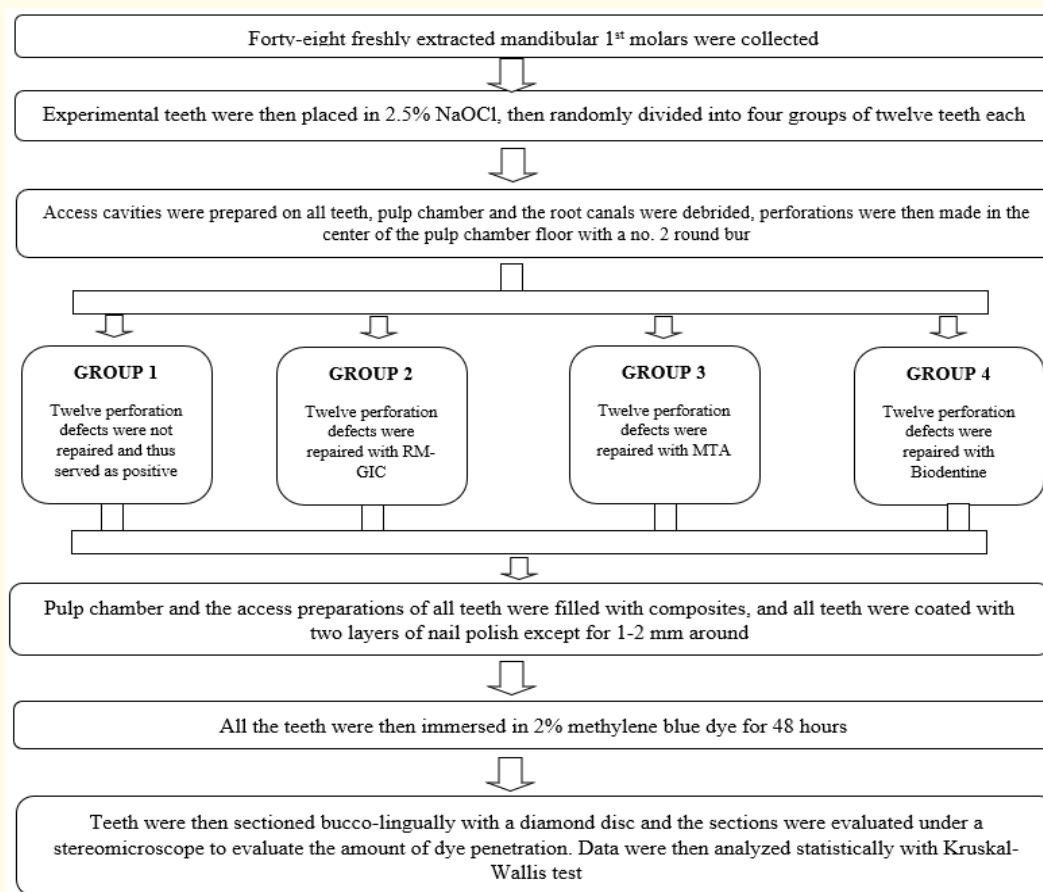 Forty-eight freshly extracted mandibular 1st molars were collected
Experimental teeth were then placed in 2.5% NaOCl, then randomly divided into four groups of twelve teeth each
Access cavities were prepared on all teeth, pulp chamber and the root canals were debrided, perforations were then made in the
center of the pulp chamber floor with a no. 2 round bur
GROUP 1
Twelve perforation
defects were not
repaired and thus
served as positive
GROUP 2
Twelve perforation
defects were
repaired with RM-
GIC
GROUP 3
Twelve perforation
defects were
repaired with MTA
GROUP 4
Twelve perforation
defects were
repaired with
Biodentine
Pulp chamber and the access preparations of all teeth were filled with composites, and all teeth were coated with
two layers of nail polish except for 1-2 mm around
All the teeth were then immersed in 2% methylene blue dye for 48 hours
Teeth were then sectioned bucco-lingually with a diamond disc and the sections were evaluated under a
stereomicroscope to evaluate the amount of dye penetration. Data were then analyzed statistically with Kruskal-
Wallis test